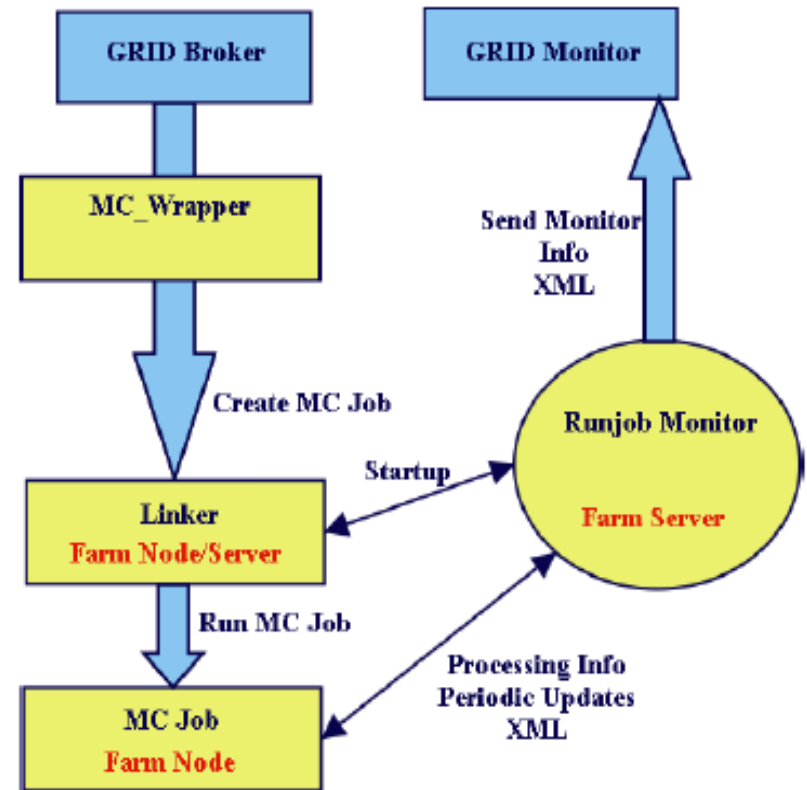 GRID Broker
GRID Monitor
MC_Wrapper
Send Monitor
Info
XML
Create MC Job
Runjob Monitor
Farm Server
Startup
Linker
Farm Node/Server
Run MC Job
Processing Info
Periodic Updates
XML
MC Job
Farm Node